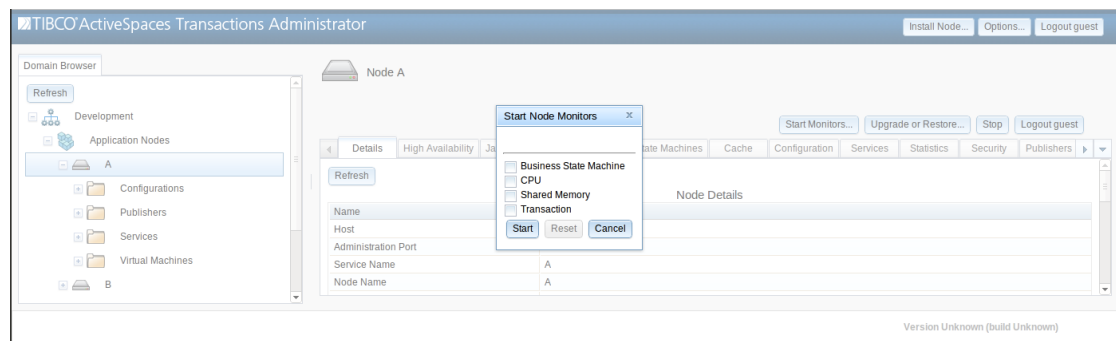 TIBCO ActiveSpaces Transactions Administrator
Install Node... Options... Logout guest
Domain Browser
Refresh
Development
Application Nodes
A
Configurations
Publishers
Services
Virtual Machines
B
Node A
Start Monitors... Upgrade or Restore... Stop Logout guest
Details High Availability Ja ate Machines Cache Configuration Services Statistics Security Publishers
Refresh
Node Details
Name
Host
Administration Port
Service Name A
Node Name A
Start Node Monitors x
Business State Machine
CPU
Shared Memory
Transaction
Start Reset Cancel
Version Unknown (build Unknown)